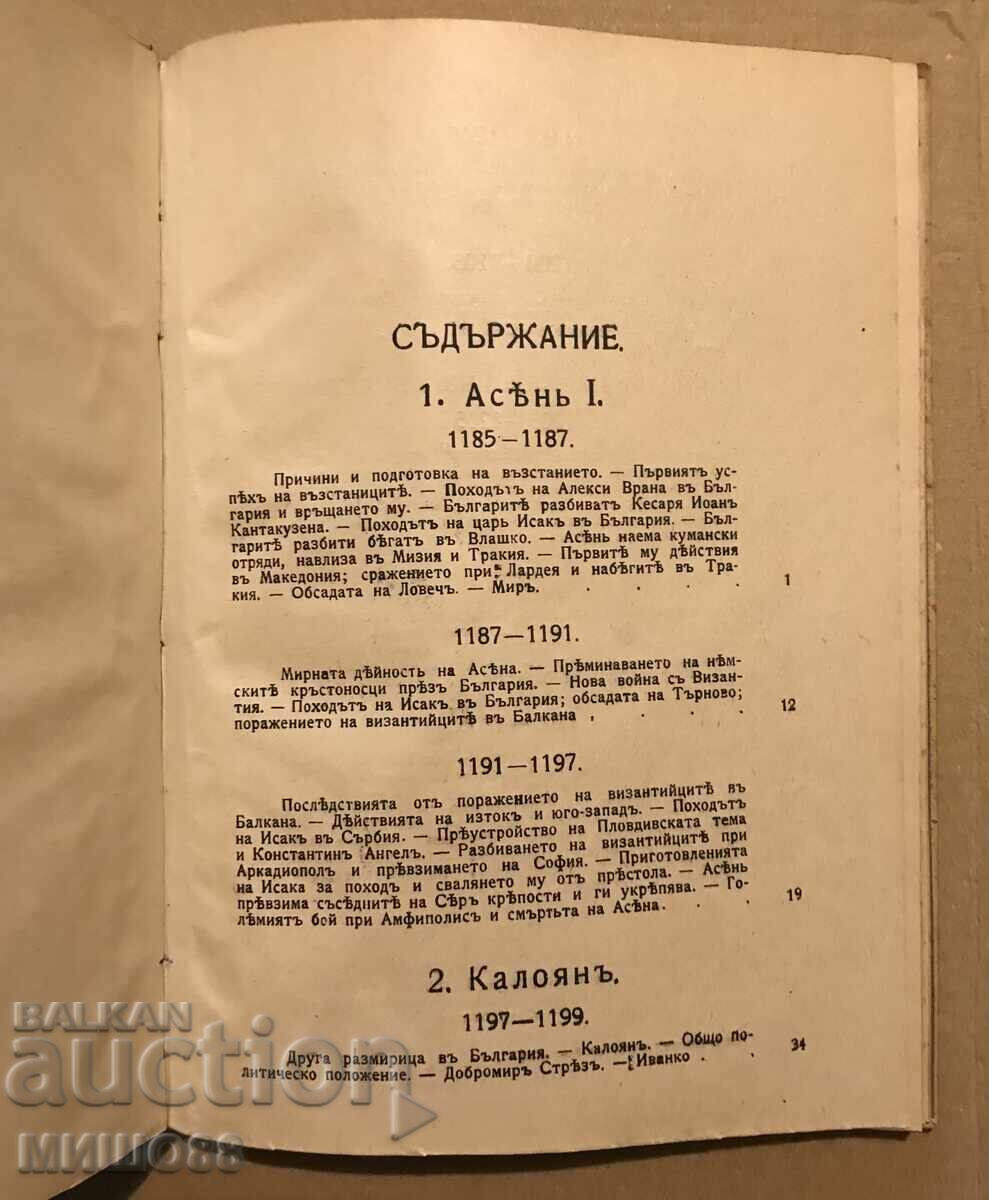 СЪДЪРЖАНИЕ.
1. Асѣнь I.
1185–1187.
Причини и подготовка на възстанието. — Първиятъ ус-
пѣхъ на възстаницитѣ. — Походътъ на Алекси Врана въ Бъл-
гария и връщането му. — Българитѣ разбиватъ Кесаря Иоанъ
Кантакузена. — Походътъ на царь Исакъ въ България. — Бъл-
гаритѣ разбити бѣгатъ въ Влашко. — Асѣнь наема кумански
отряди, навлиза въ Мизия и Тракия. — Първитѣ му дѣйствия
въ Македония; сражението при Лардея и набѣгитѣ въ Тра-
кия. — Обсадата на Ловечъ. — Миръ. . . . . 1
1187—1191.
Мирната дѣйность на Асѣна. — Прѣминаването на нѣм-
скитѣ кръстоносци прѣзъ България. — Нова война съ Визан-
тия. — Походътъ на Исакъ въ България; обсадата на Търново;
поражението на византийцитѣ въ Балкана , . . . 12
1191—1197.
Послѣдствията отъ поражението на византийцитѣ въ
Балкана. — Дѣйствията на изтокъ и юго-западъ. — Походътъ
на Исакъ въ Сърбия. — Прѣустройство на Пловдивската тема
и Константинъ Ангелъ. — Разбиването на византийцитѣ при
Аркадиополъ и прѣвзимането на София. — Приготовленията
на Исака за походъ и свалянето му отъ прѣстола. — Асѣнь
прѣвзима съсѣднитѣ на Сѣръ крѣпости и ги укрѣпява. — Го-
лѣмиятъ бой при Амфиполисъ и смъртьта на Асѣна. . . 19
2. Калоянъ.
1197—1199.
Друга размирица въ България. — Калоянъ. — Общо по-
литическо положение. — Добромиръ Стрѣзъ. — Иванко . . 34
BALKAN
auction
МИШО88